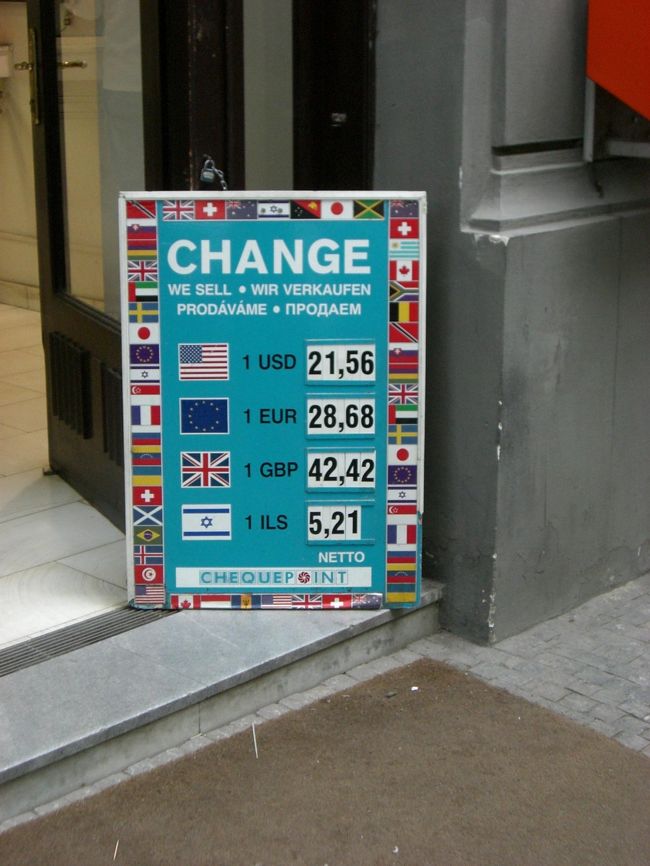 CHANGE
WE SELL • WIR VERKAUFEN
PRODÁVÁME • ПРОДАЕМ
1 USD 21,56
1 EUR 28,68
1 GBP 42,42
1 ILS 5,21
NETTO
CHEQUEPOINT